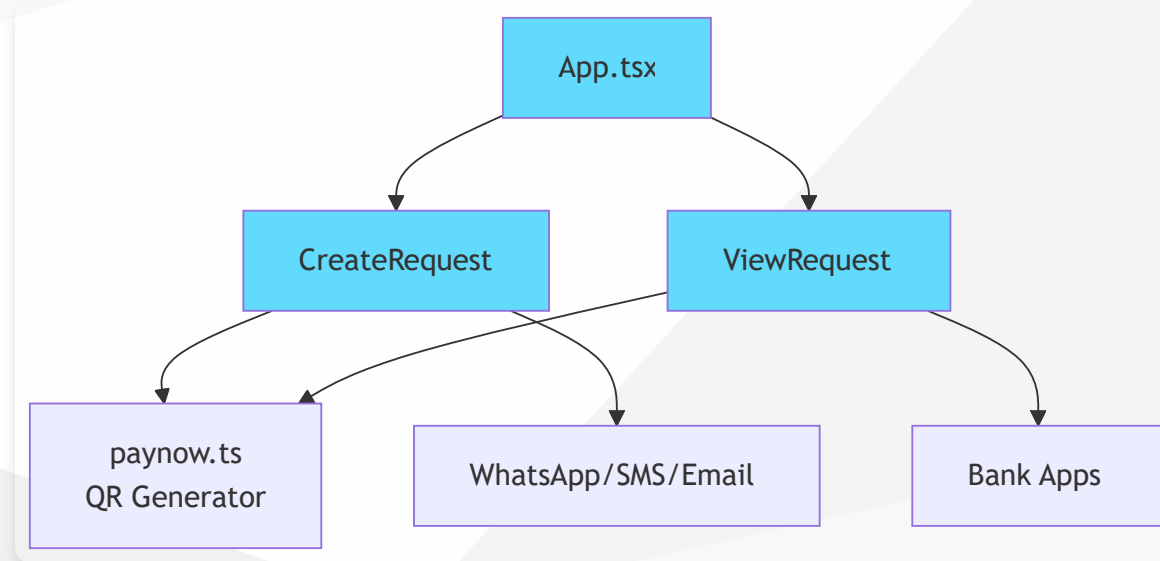 App.tsx
CreateRequest
ViewRequest
paynow.ts
QR Generator
WhatsApp/SMS/Email
Bank Apps